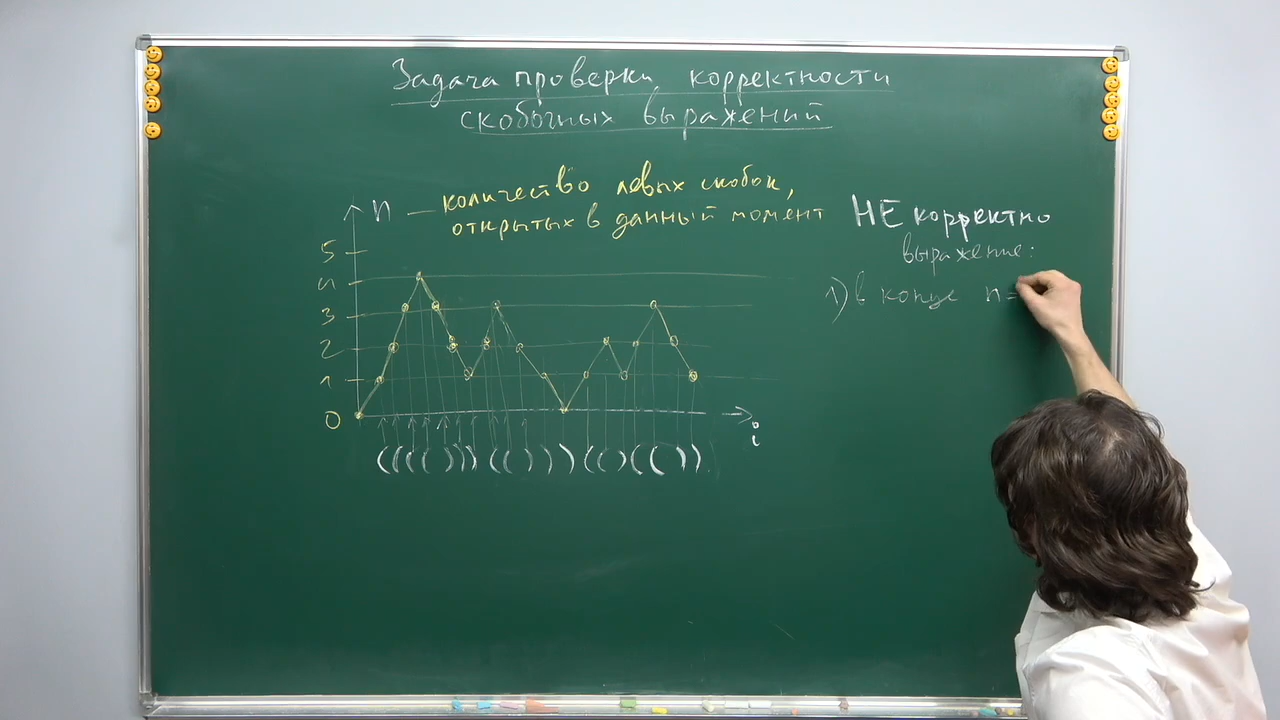 Задача проверки корректности
скобочных выражений
n — количество левых скобок,
открытых в данный момент
НЕ корректно
выражение:
1) в конце n=
5
4
3
2
1
0
i
(((()))(()))(()(())